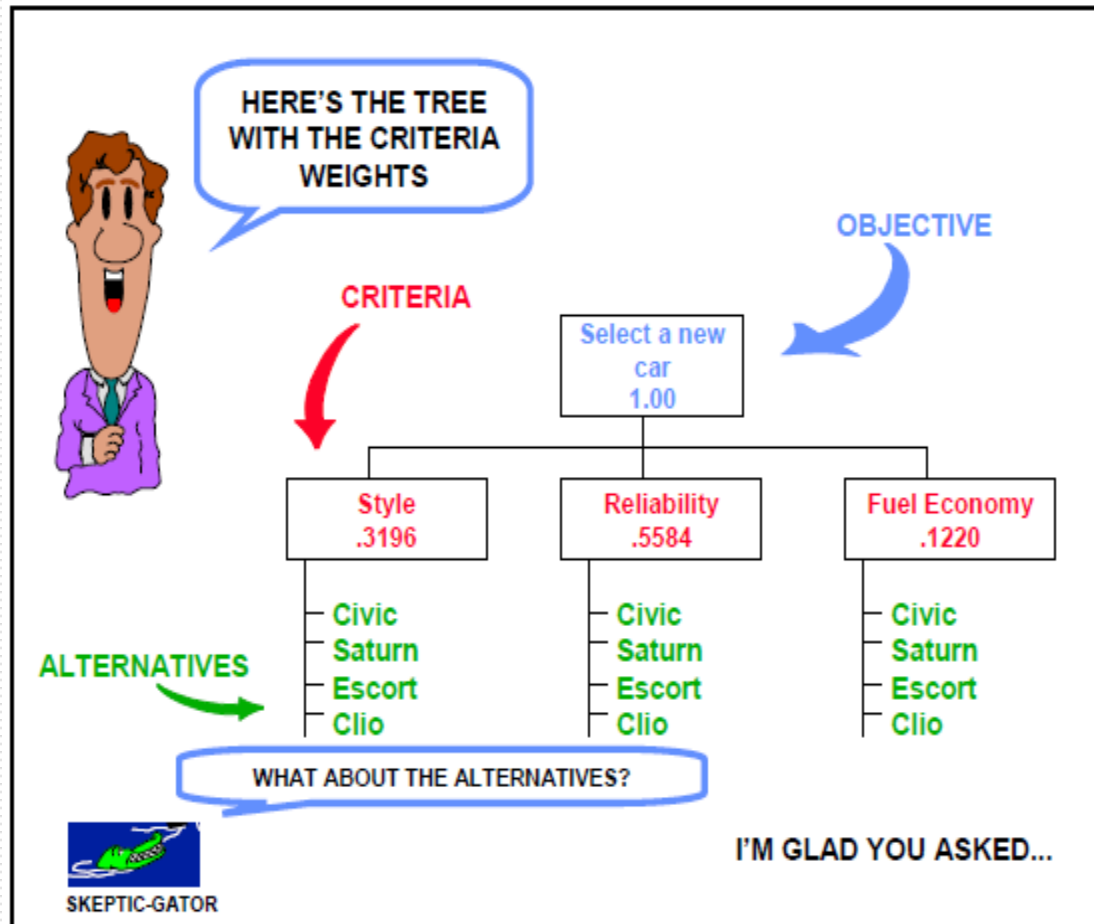 HERE'S THE TREE
WITH THE CRITERIA
WEIGHTS
OBJECTIVE
CRITERIA
Select a new
car
1.00
Style
.3196
Reliability
.5584
Fuel Economy
.1220
Civic
Saturn
Escort
Clio
Civic
Saturn
Escort
Clio
Civic
Saturn
Escort
Clio
ALTERNATIVES
WHAT ABOUT THE ALTERNATIVES?
I'M GLAD YOU ASKED...
SKEPTIC-GATOR